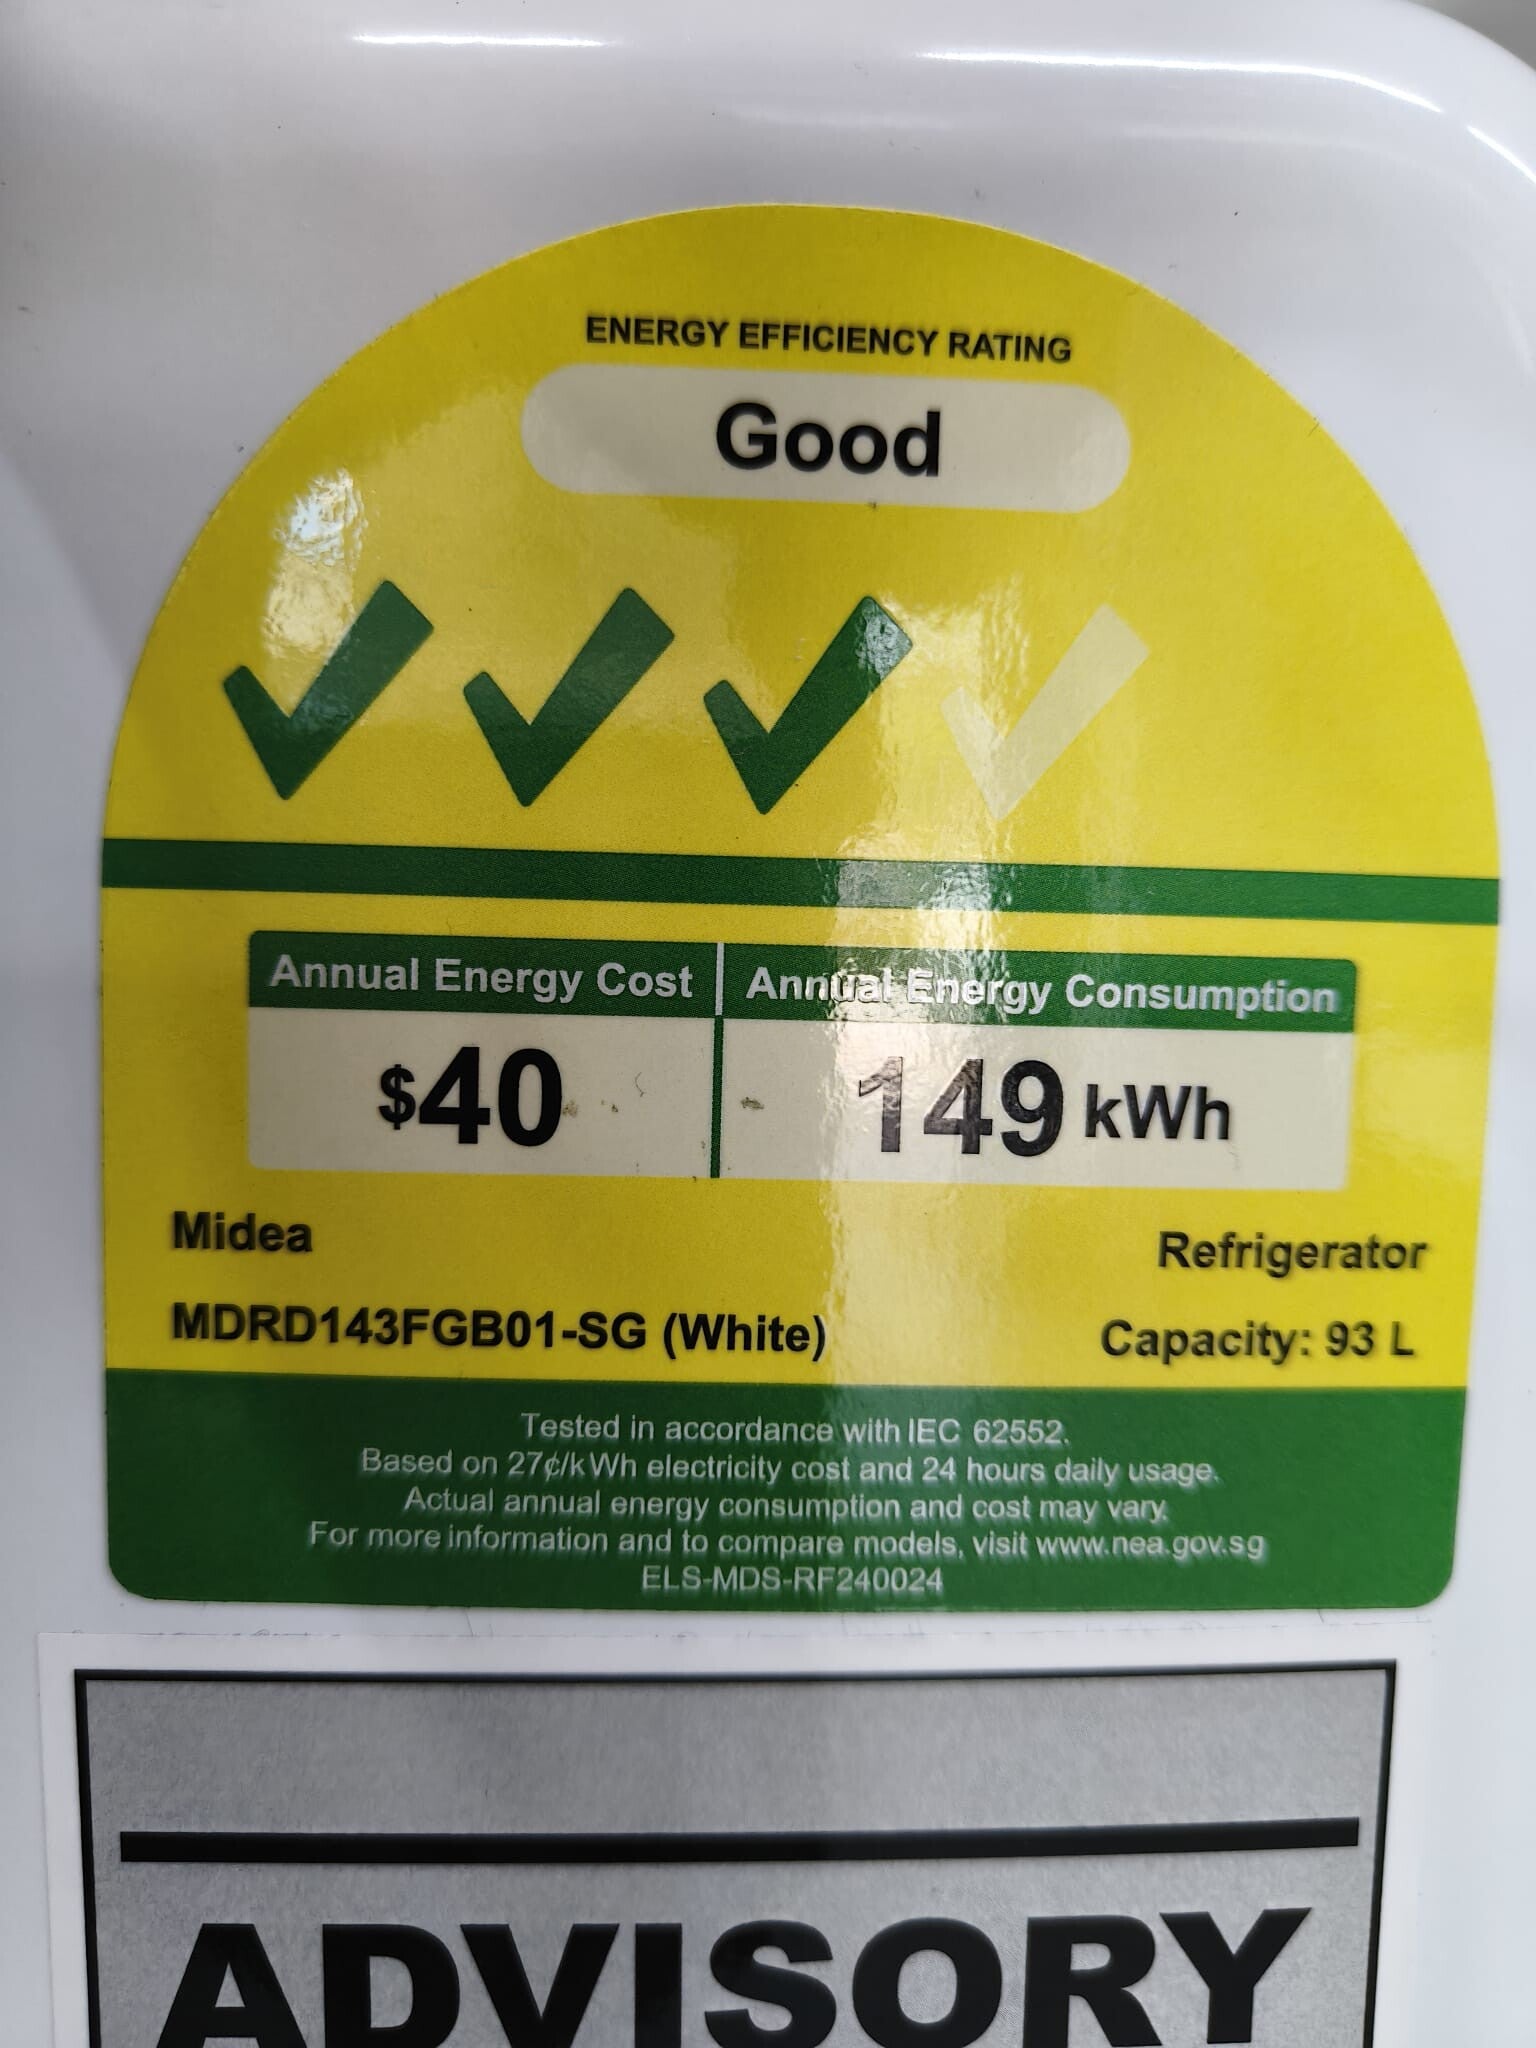 ENERGY EFFICIENCY RATING
Good
Annual Energy Cost
Annual Energy Consumption
$40
149 kWh
Midea
Refrigerator
MDRD143FGB01-SG (White)
Capacity: 93 L
Tested in accordance with IEC 62552.
Based on 27¢/kWh electricity cost and 24 hours daily usage.
Actual annual energy consumption and cost may vary.
For more information and to compare models, visit www.nea.gov.sg
ELS-MDS-RF240024
ADVISORY